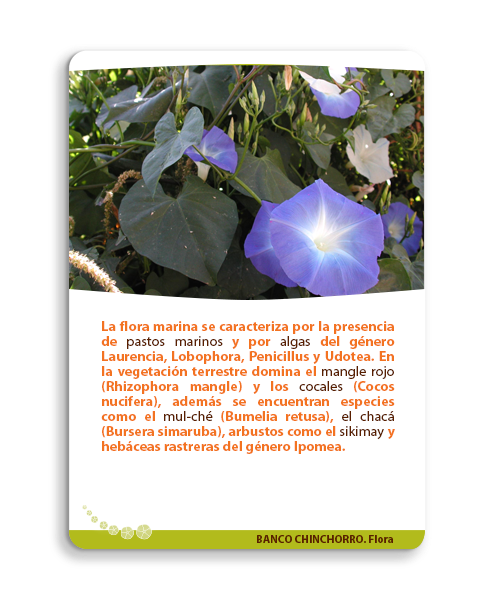 La flora marina se caracteriza por la presencia
de pastos marinos y por algas del género
Laurencia, Lobophora, Penicillus y Udotea. En
la vegetación terrestre domina el mangle rojo
(Rhizophora mangle) y los cocales (Cocos
nucifera), además se encuentran especies
como el mul-ché (Bumelia retusa), el chacá
(Bursera simaruba), arbustos como el sikimay y
hebáceas rastreras del género Ipomea.
BANCO CHINCHORRO. Flora